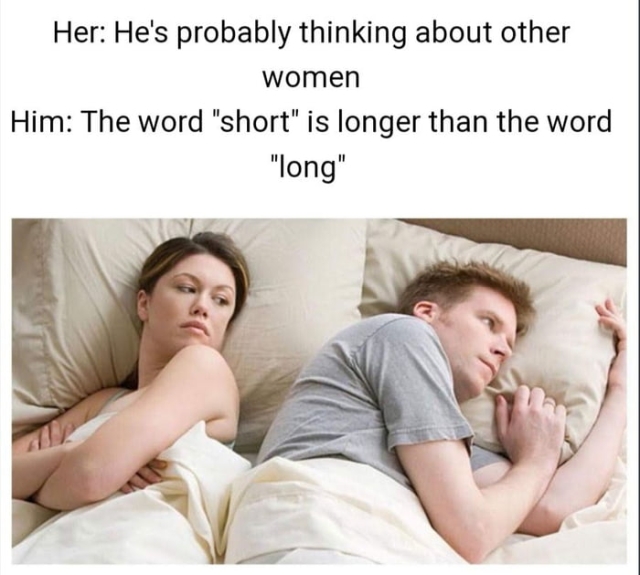 Her: He's probably thinking about other
women
Him: The word "short" is longer than the word
"long"